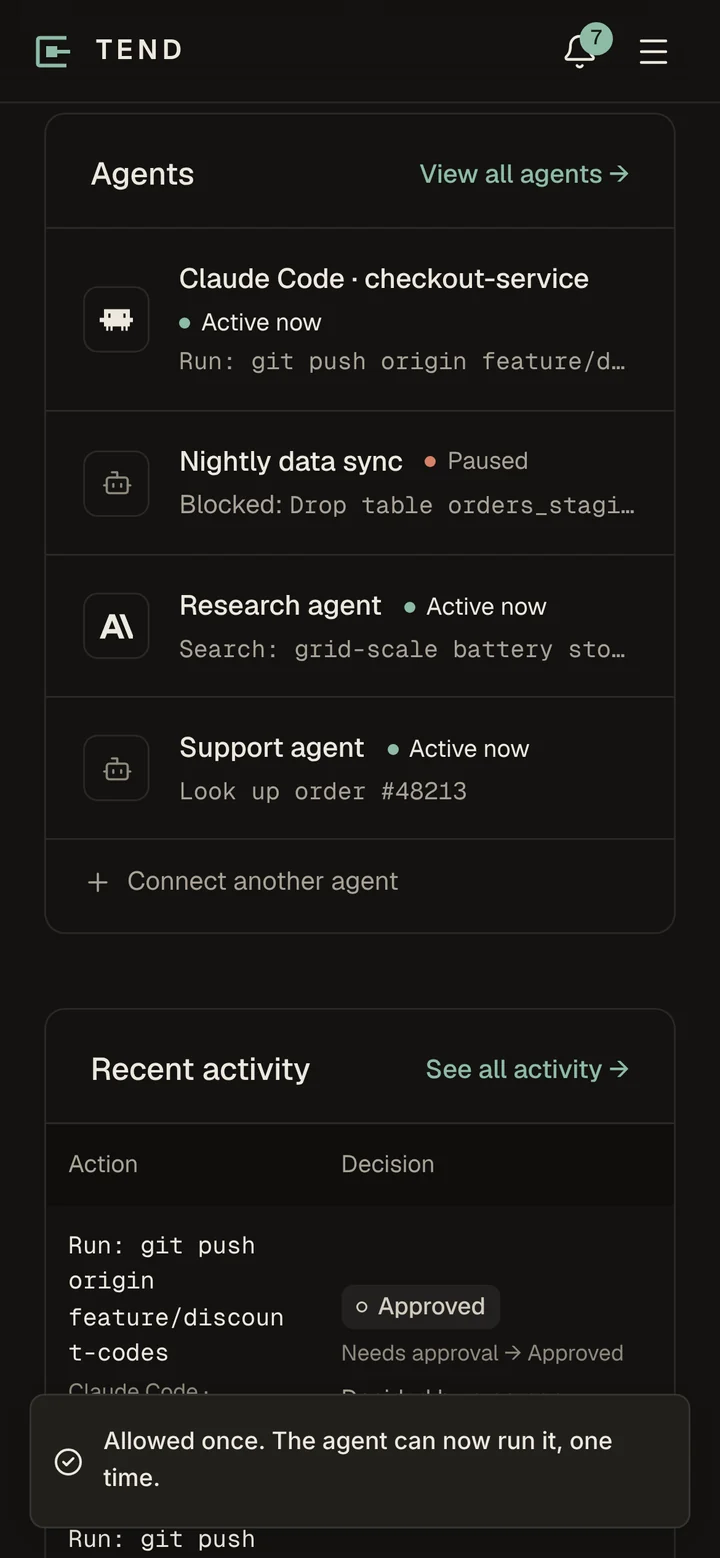 TEND
7
Agents
View all agents →
Claude Code · checkout-service
Active now
Run: git push origin feature/d…
Nightly data sync
Paused
Blocked: Drop table orders_stagi…
Research agent
Active now
Search: grid-scale battery sto…
Support agent
Active now
Look up order #48213
+ Connect another agent
Recent activity
See all activity →
Action
Decision
Run: git push
origin
feature/discoun
t-codes
Approved
Needs approval → Approved
Claude Code ·
Allowed once. The agent can now run it, one
time.
Run: git push